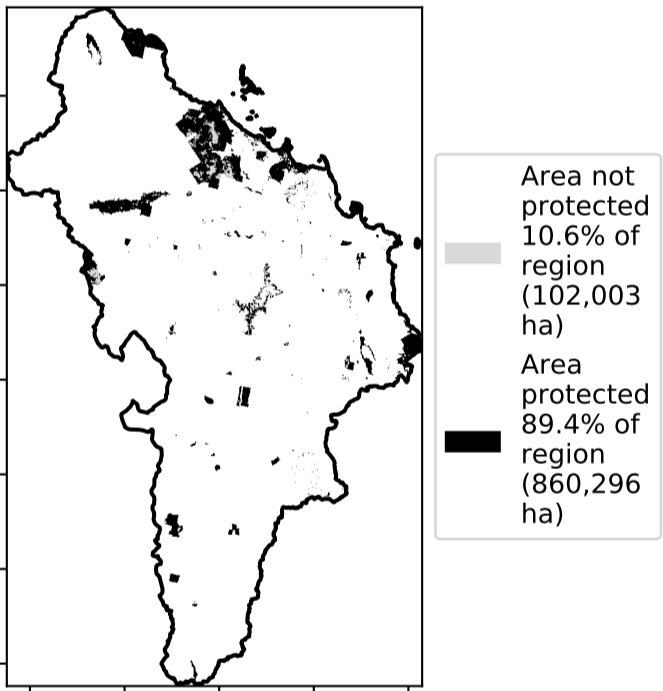 Area not
protected
10.6% of
region
(102,003
ha)
Area
protected
89.4% of
region
(860,296
ha)